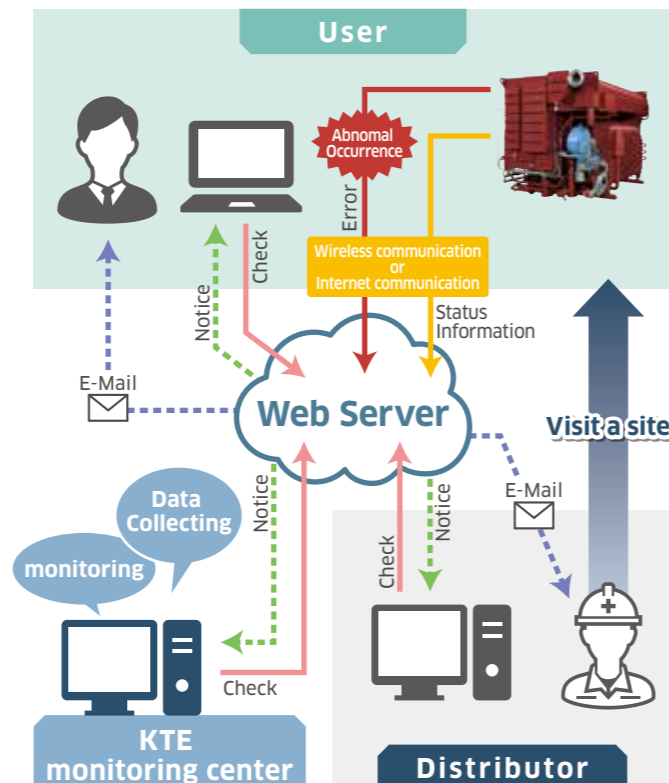 User
Abnomal
Occurrence
Error
Check
Notice
Wireless communication
or
Internet communication
Status
Information
E-Mail
Web Server
Visit a site
Data
Collecting
monitoring
Notice
Check
Check
Notice
E-Mail
KTE
monitoring center
Distributor